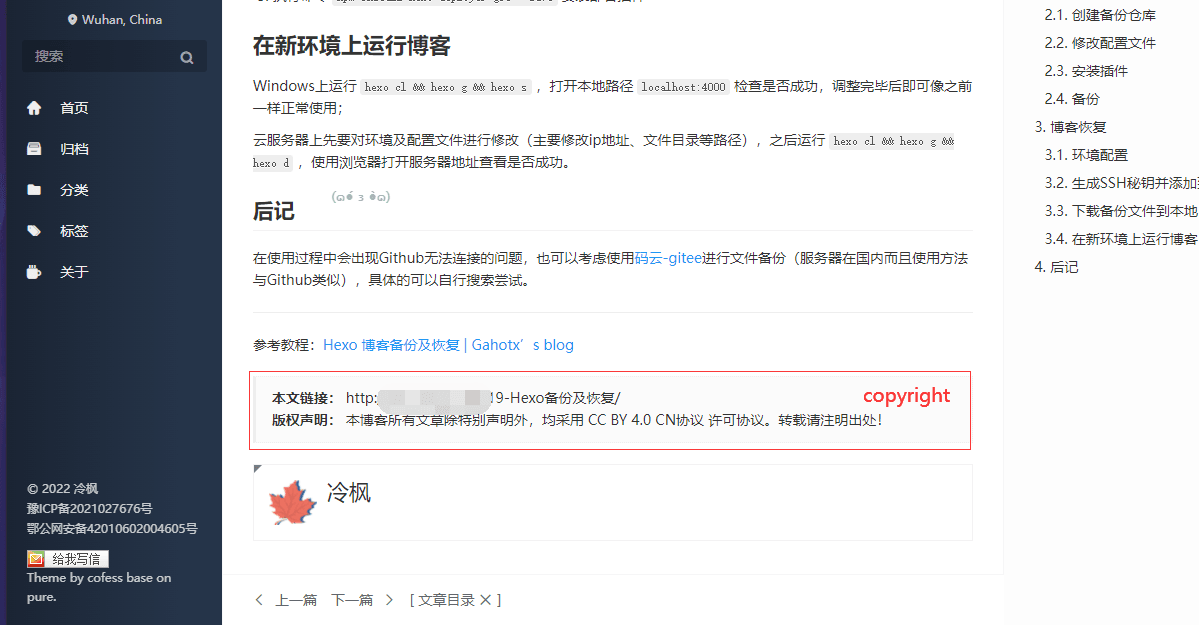 Wuhan, China
搜索
首页
归档
分类
标签
关于
© 2022 冷枫
豫ICP备2021027676号
鄂公网安备42010602004605号
给我写信
Theme by cofess base on
pure.
在新环境上运行博客
Windows上运行 hexo cl && hexo g && hexo s ，打开本地路径 localhost:4000 检查是否成功，调整完毕后即可像之前
一样正常使用；
云服务器上先要对环境及配置文件进行修改（主要修改ip地址、文件目录等路径），之后运行 hexo cl && hexo g &&
hexo d ，使用浏览器打开服务器地址查看是否成功。
后记
在使用过程中会出现Github无法连接的问题，也可以考虑使用码云-gitee进行文件备份（服务器在国内而且使用方法
与Github类似），具体的可以自行搜索尝试。
参考教程：Hexo 博客备份及恢复 | Gahotx’s blog
本文链接： http: 19-Hexo备份及恢复/
copyright
版权声明： 本博客所有文章除特别声明外，均采用 CC BY 4.0 CN协议 许可协议。转载请注明出处！
冷枫
上一篇 下一篇 [ 文章目录 ✕ ]
2.1. 创建备份仓库
2.2. 修改配置文件
2.3. 安装插件
2.4. 备份
3. 博客恢复
3.1. 环境配置
3.2. 生成SSH秘钥并添加
3.3. 下载备份文件到本地
3.4. 在新环境上运行博客
4. 后记